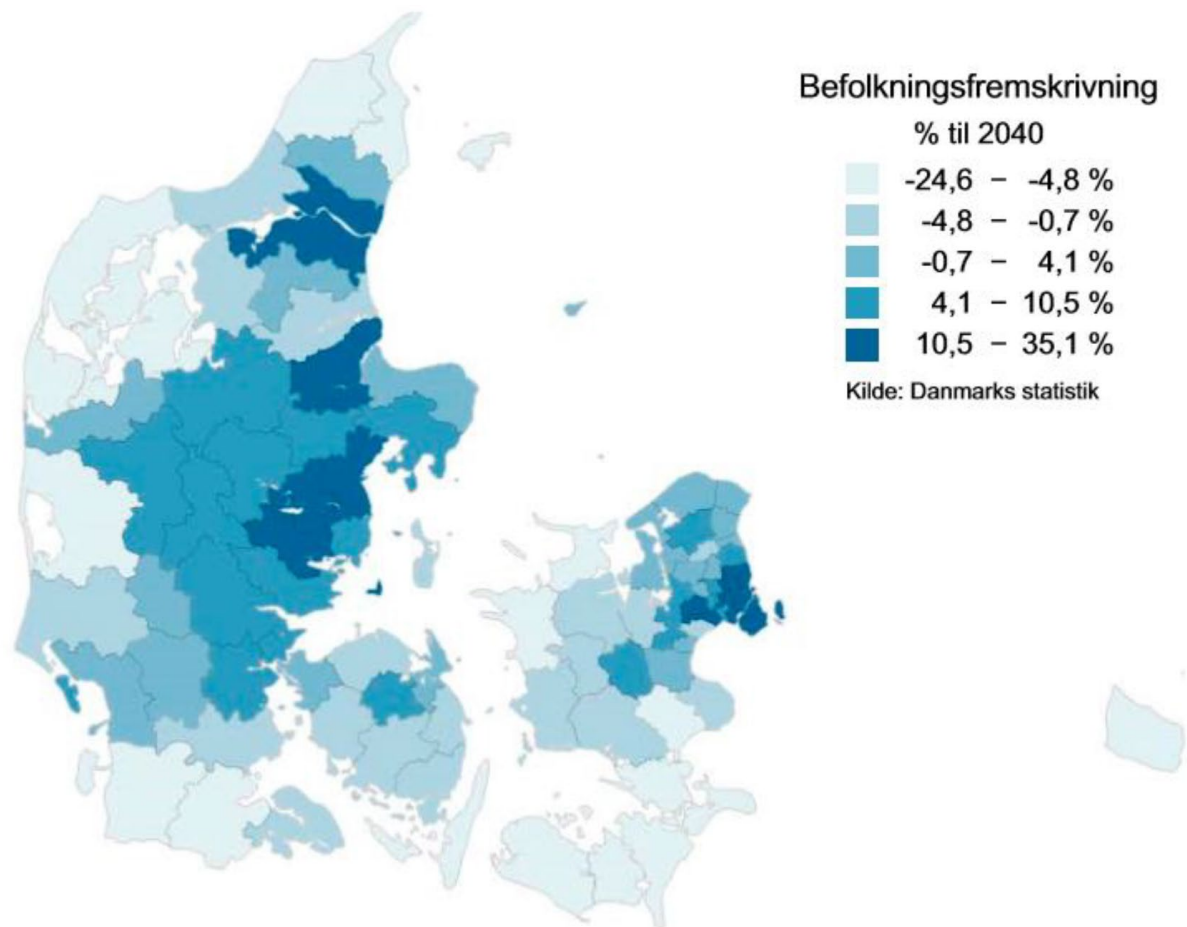 Befolkningsfremskrivning
% til 2040
-24,6 – -4,8 %
-4,8 – -0,7 %
-0,7 – 4,1 %
4,1 – 10,5 %
10,5 – 35,1 %
Kilde: Danmarks statistik